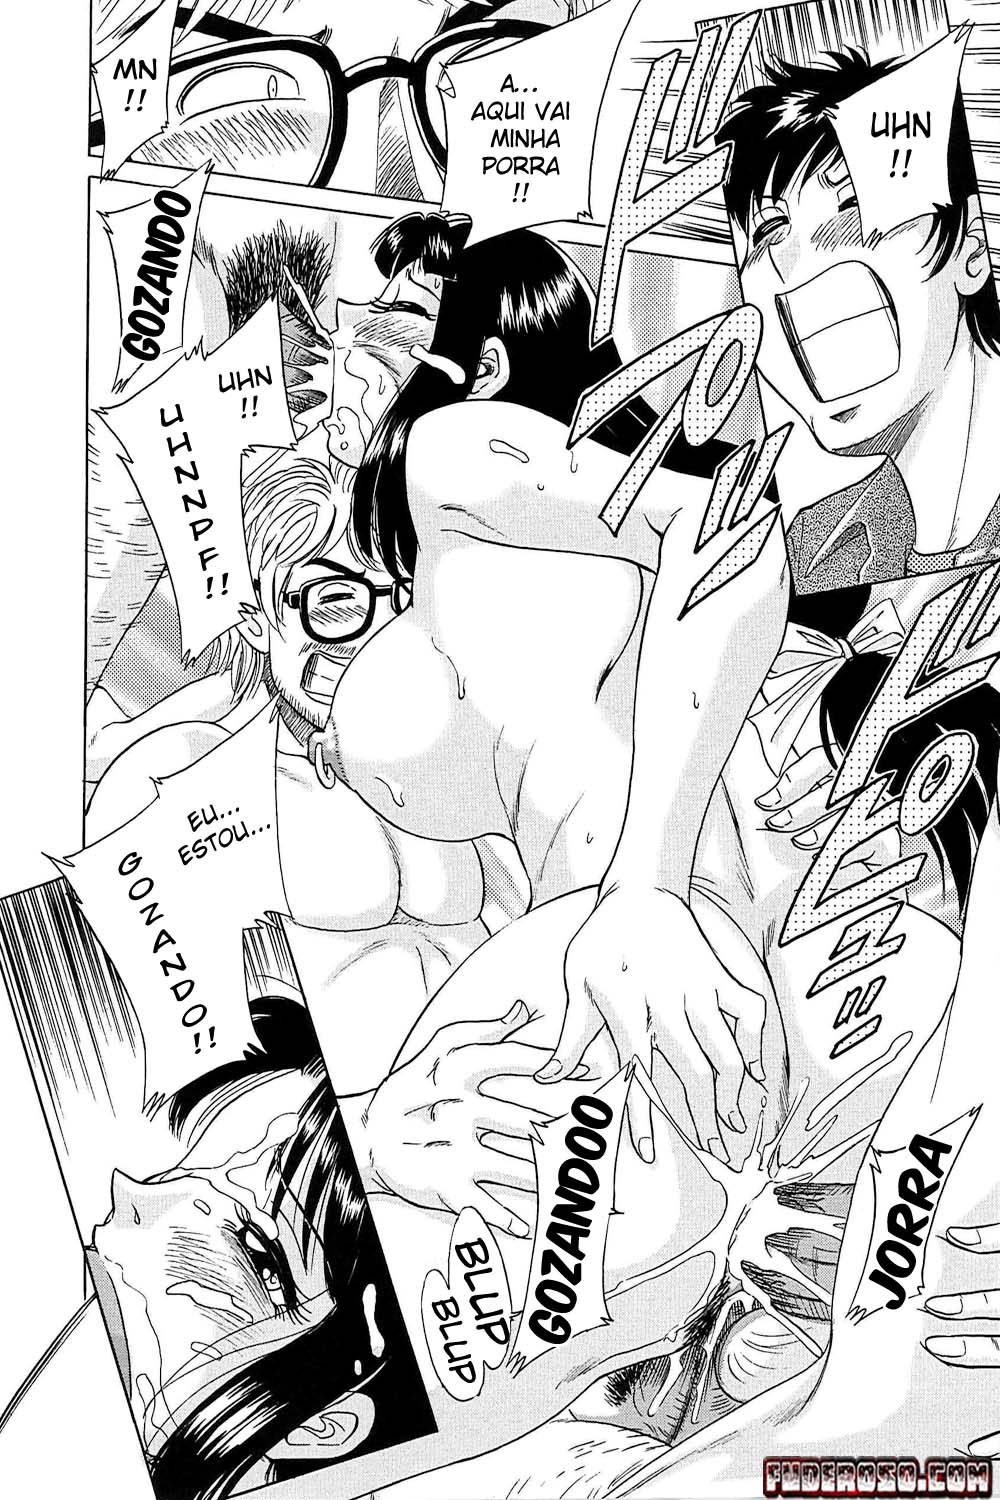 MN
!!
A...
AQUI VAI
MINHA
PORRA
!!
UHN
!!
GOZANDO
UHN
!!
UHNNPF!!
EU...
ESTOU...
GOZANDO!!
GOZANDOO
JORRA
BLUP
BLUP
FUDEROSO.COM